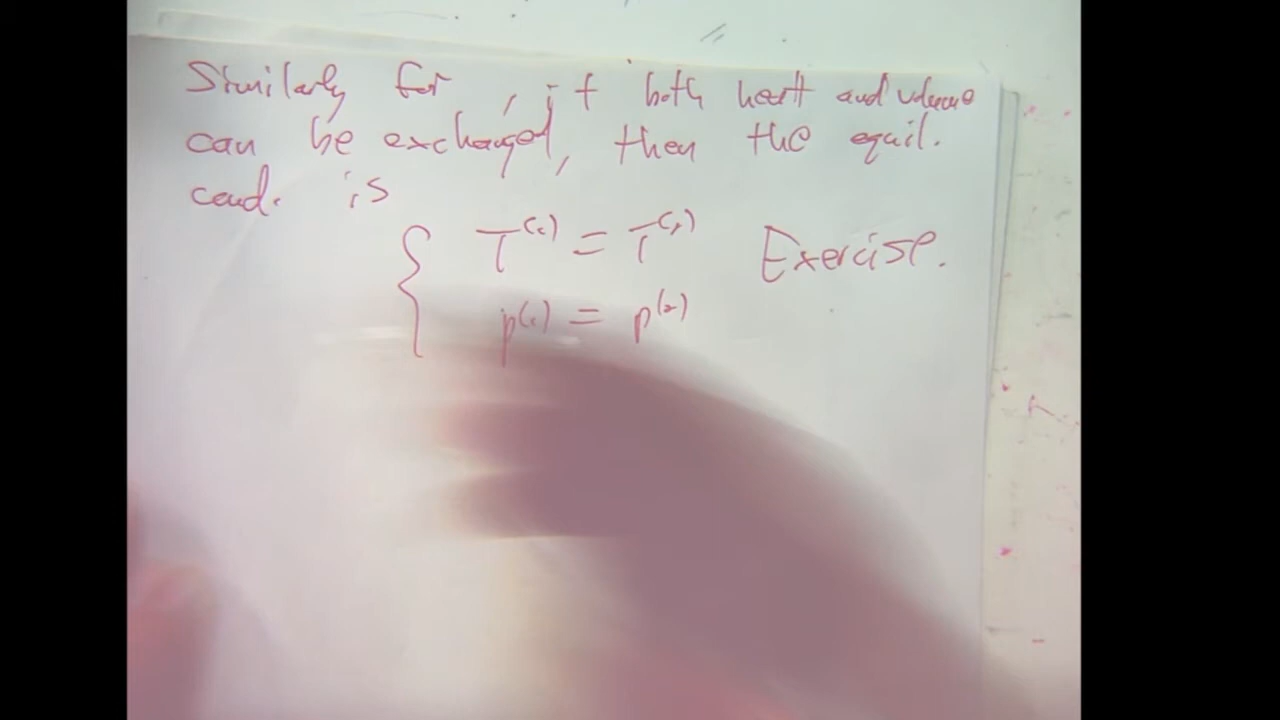 Similarly for , if both heat and volume
can be exchanged, then the equil.
cond. is
T⁽¹⁾ = T⁽²⁾ Exercise.
p⁽¹⁾ = p⁽²⁾